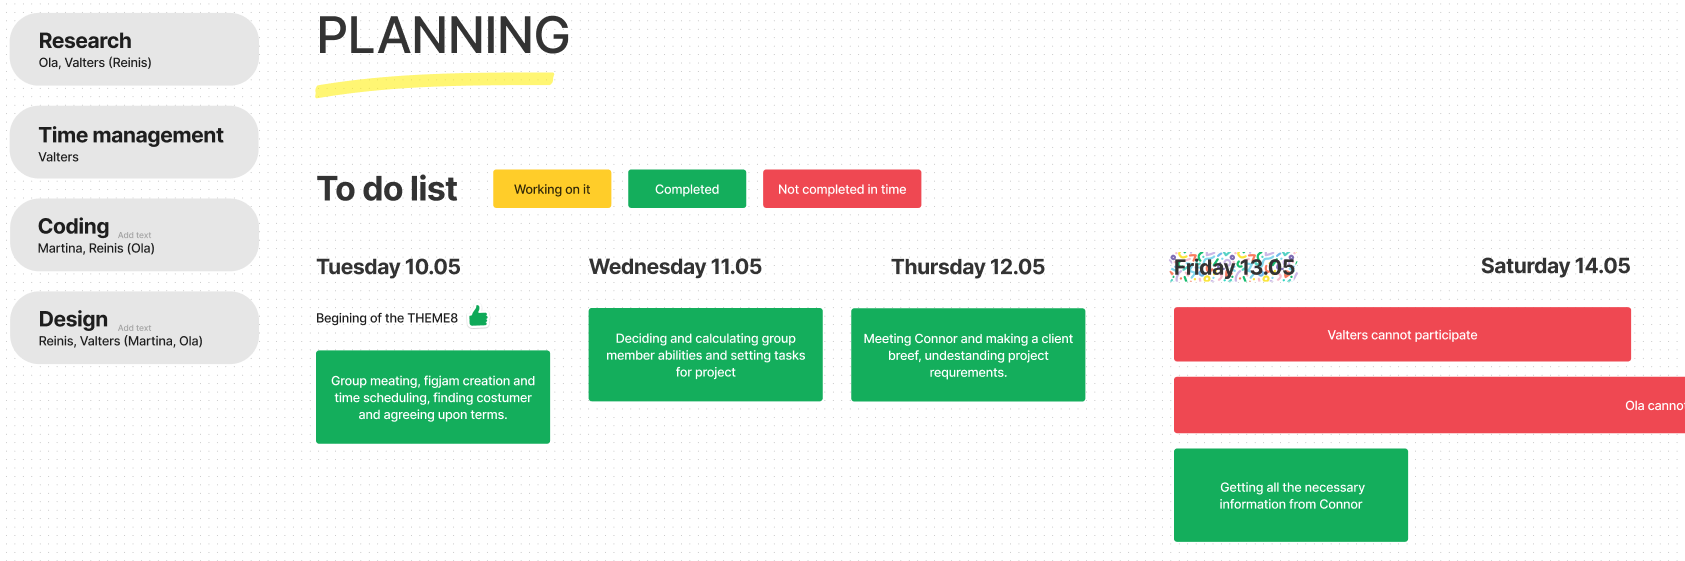 Research
Ola, Valters (Reinis)
Time management
Valters
Coding
Add text
Martina, Reinis (Ola)
Design
Add text
Reinis, Valters (Martina, Ola)
PLANNING
To do list
Working on it
Completed
Not completed in time
Tuesday 10.05
Begining of the THEME8
Group meating, figjam creation and
time scheduling, finding costumer
and agreeing upon terms.
Wednesday 11.05
Deciding and calculating group
member abilities and setting tasks
for project
Thursday 12.05
Meeting Connor and making a client
breef, undestanding project
requrements.
Friday 13.05
Saturday 14.05
Valters cannot participate
Ola cannot
Getting all the necessary
information from Connor